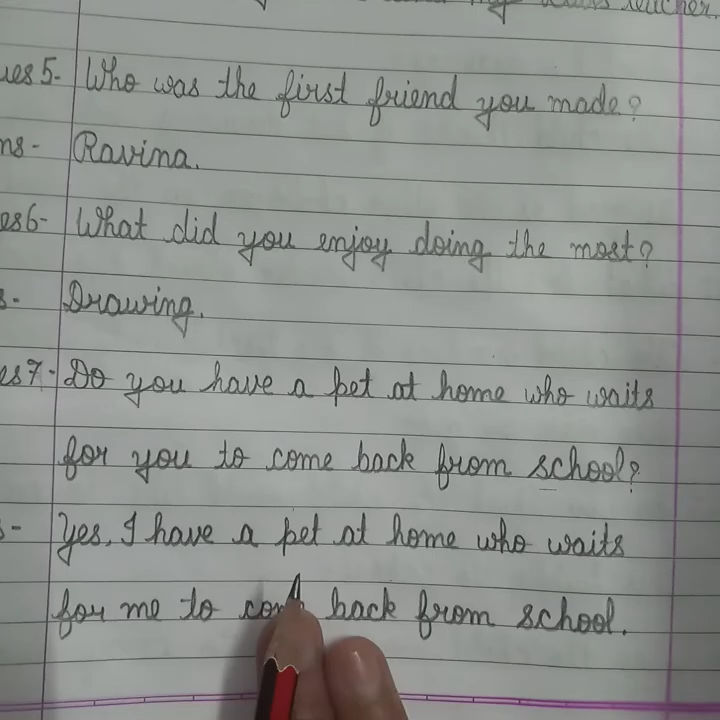 teacher.
ues 5- Who was the first friend you made?
ns- Ravina.
es6- What did you enjoy doing the most?
s- Drawing.
es7- Do you have a pet at home who waits
for you to come back from school?
s- Yes, I have a pet at home who waits
for me to come back from school.